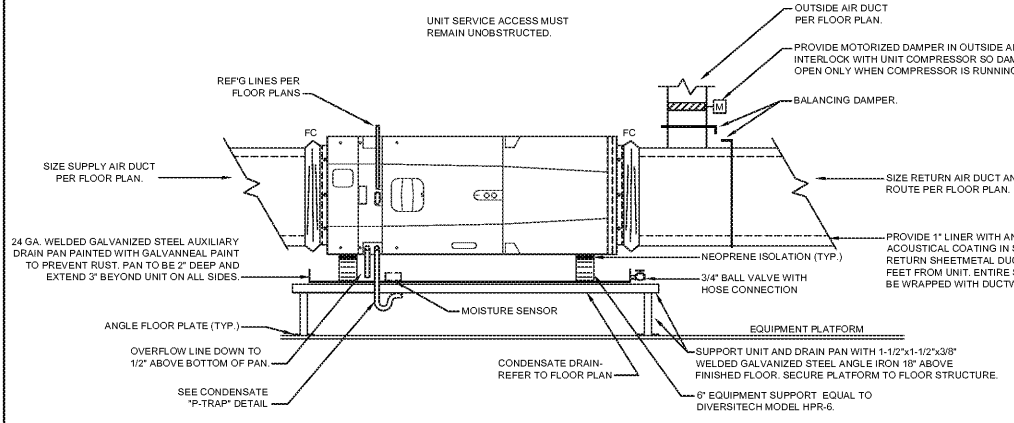 UNIT SERVICE ACCESS MUST
REMAIN UNOBSTRUCTED.
OUTSIDE AIR DUCT
PER FLOOR PLAN.
PROVIDE MOTORIZED DAMPER IN OUTSIDE
INTERLOCK WITH UNIT COMPRESSOR SO
OPEN ONLY WHEN COMPRESSOR IS RUNNING
M
BALANCING DAMPER.
REF'G LINES PER
FLOOR PLANS
FC
FC
SIZE SUPPLY AIR DUCT
PER FLOOR PLAN.
SIZE RETURN AIR DUCT
ROUTE PER FLOOR PLAN.
24 GA. WELDED GALVANIZED STEEL AUXILIARY
DRAIN PAN PAINTED WITH GALVANNEAL PAINT
TO PREVENT RUST. PAN TO BE 2" DEEP AND
EXTEND 3" BEYOND UNIT ON ALL SIDES.
PROVIDE 1" LINER WITH
ACOUSTICAL COATING IN
RETURN SHEETMETAL
FEET FROM UNIT. ENTIRE
BE WRAPPED WITH
NEOPRENE ISOLATION (TYP.)
3/4" BALL VALVE WITH
HOSE CONNECTION
MOISTURE SENSOR
ANGLE FLOOR PLATE (TYP.)
EQUIPMENT PLATFORM
OVERFLOW LINE DOWN TO
1/2" ABOVE BOTTOM OF PAN.
CONDENSATE DRAIN-
REFER TO FLOOR PLAN
SUPPORT UNIT AND DRAIN PAN WITH 1-1/2"x1-1/2"x3/8"
WELDED GALVANIZED STEEL ANGLE IRON 18" ABOVE
FINISHED FLOOR. SECURE PLATFORM TO FLOOR STRUCTURE.
SEE CONDENSATE
"P-TRAP" DETAIL
6" EQUIPMENT SUPPORT EQUAL TO
DIVERSITECH MODEL HPR-6.